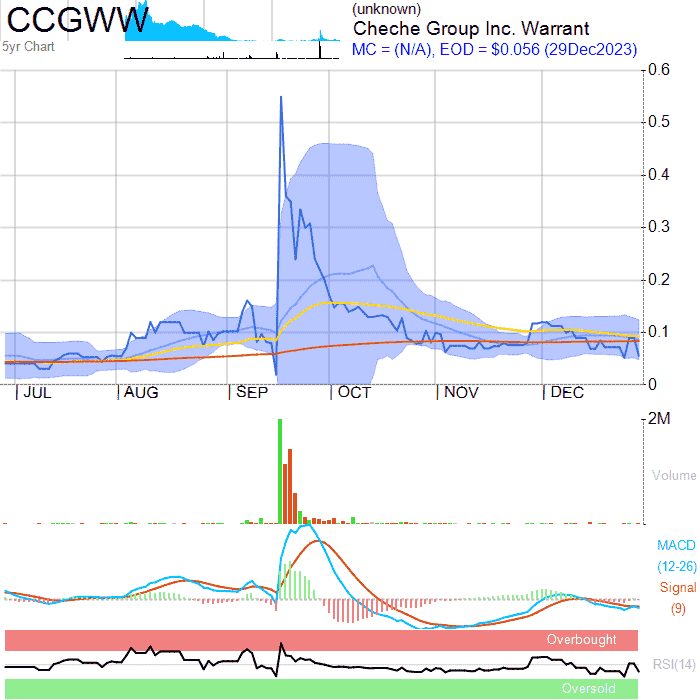 CCGWW
5yr Chart
(unknown)
Cheche Group Inc. Warrant
MC = (N/A), EOD = $0.056 (29Dec2023)
0.6
0.5
0.4
0.3
0.2
0.1
0
JUL AUG SEP OCT NOV DEC
2M
Volume
MACD
(12-26)
Signal
(9)
Overbought
RSI(14)
Oversold